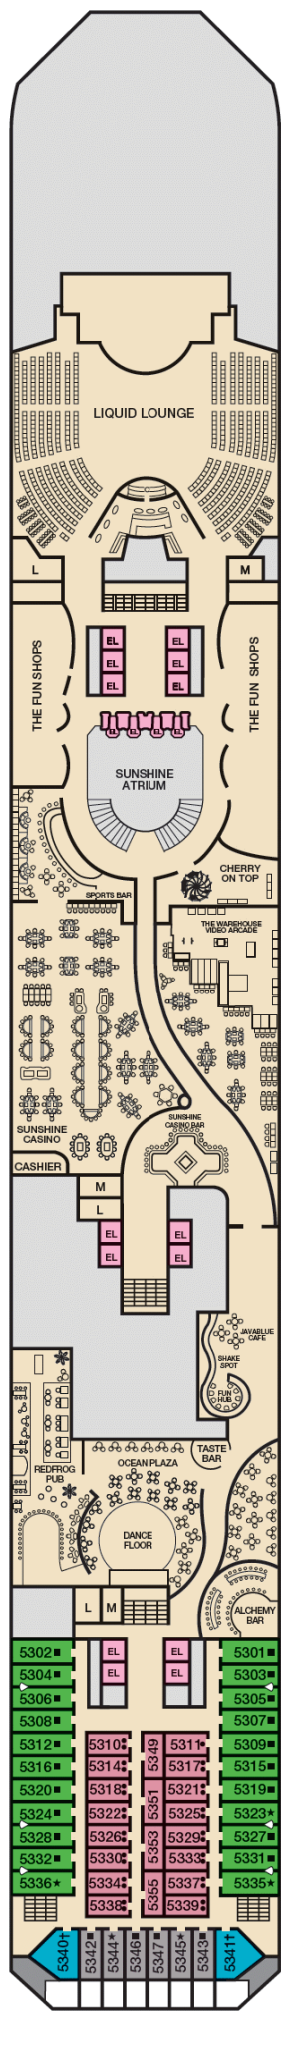 LIQUID LOUNGE
L
M
THE FUN SHOPS
THE FUN SHOPS
EL
EL
EL
EL
EL
EL
EL
EL
EL
EL
SUNSHINE
ATRIUM
SPORTS BAR
CHERRY
ON TOP
THE WAREHOUSE
VIDEO ARCADE
SUNSHINE
CASINO
SUNSHINE
CASINO BAR
CASHIER
M
L
EL
EL
EL
EL
JAVABLUE
CAFE
SHAKE
SPOT
FUN
HUB
TASTE
BAR
OCEAN PLAZA
REDFROG
PUB
DANCE
FLOOR
L
M
ALCHEMY
BAR
EL
EL
EL
EL
5302■
5304■
5306■
5308■
5312■
5316■
5320■
5324■
5328■
5332■
5336★
5310
5314
5318
5322
5326
5330
5334
5338
5349
5351
5353
5355
5311
5317
5321
5325
5329
5333
5337
5339
5301■
5303■
5305■
5307■
5309■
5315■
5319■
5323★
5327■
5331■
5335★
5340†
5342■
5344★
5346■
5347■
5345★
5343■
5341†